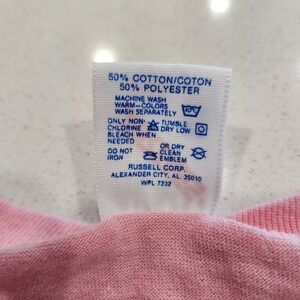 50% COTTON/COTON
50% POLYESTER
MACHINE WASH
WARM-COLORS
WASH SEPARATELY
ONLY NON- TUMBLE
CHLORINE DRY LOW
BLEACH WHEN
NEEDED OR DRY
DO NOT CLEAN
IRON EMBLEM
RUSSELL CORP.
ALEXANDER CITY, AL. 35010
WPL 7332